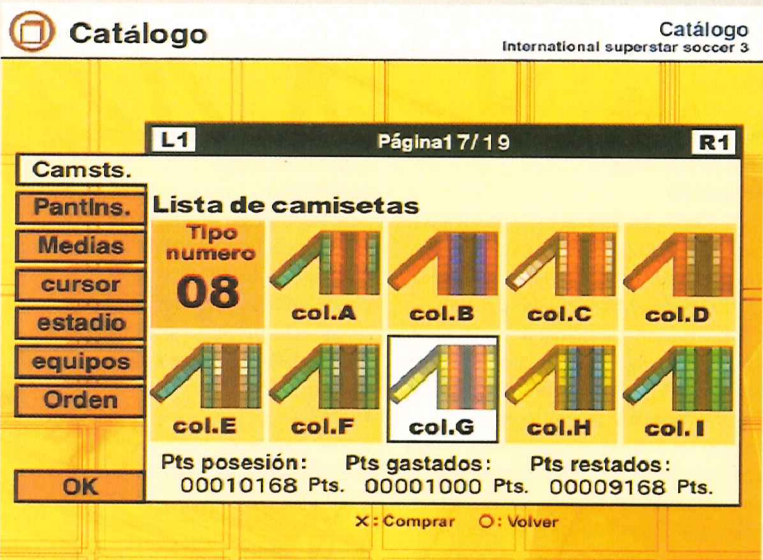 Catálogo
Catálogo
International superstar soccer 3
L1 Página17/19 R1
Camsts.
Pantlns.
Medias
cursor
estadio
equipos
Orden
OK
Lista de camisetas
Tipo
numero
08
col.A col.B col.C col.D
col.E col.F col.G col.H col.I
Pts posesión: Pts gastados: Pts restados:
00010168 Pts. 00001000 Pts. 00009168 Pts.
X:Comprar O:Volver